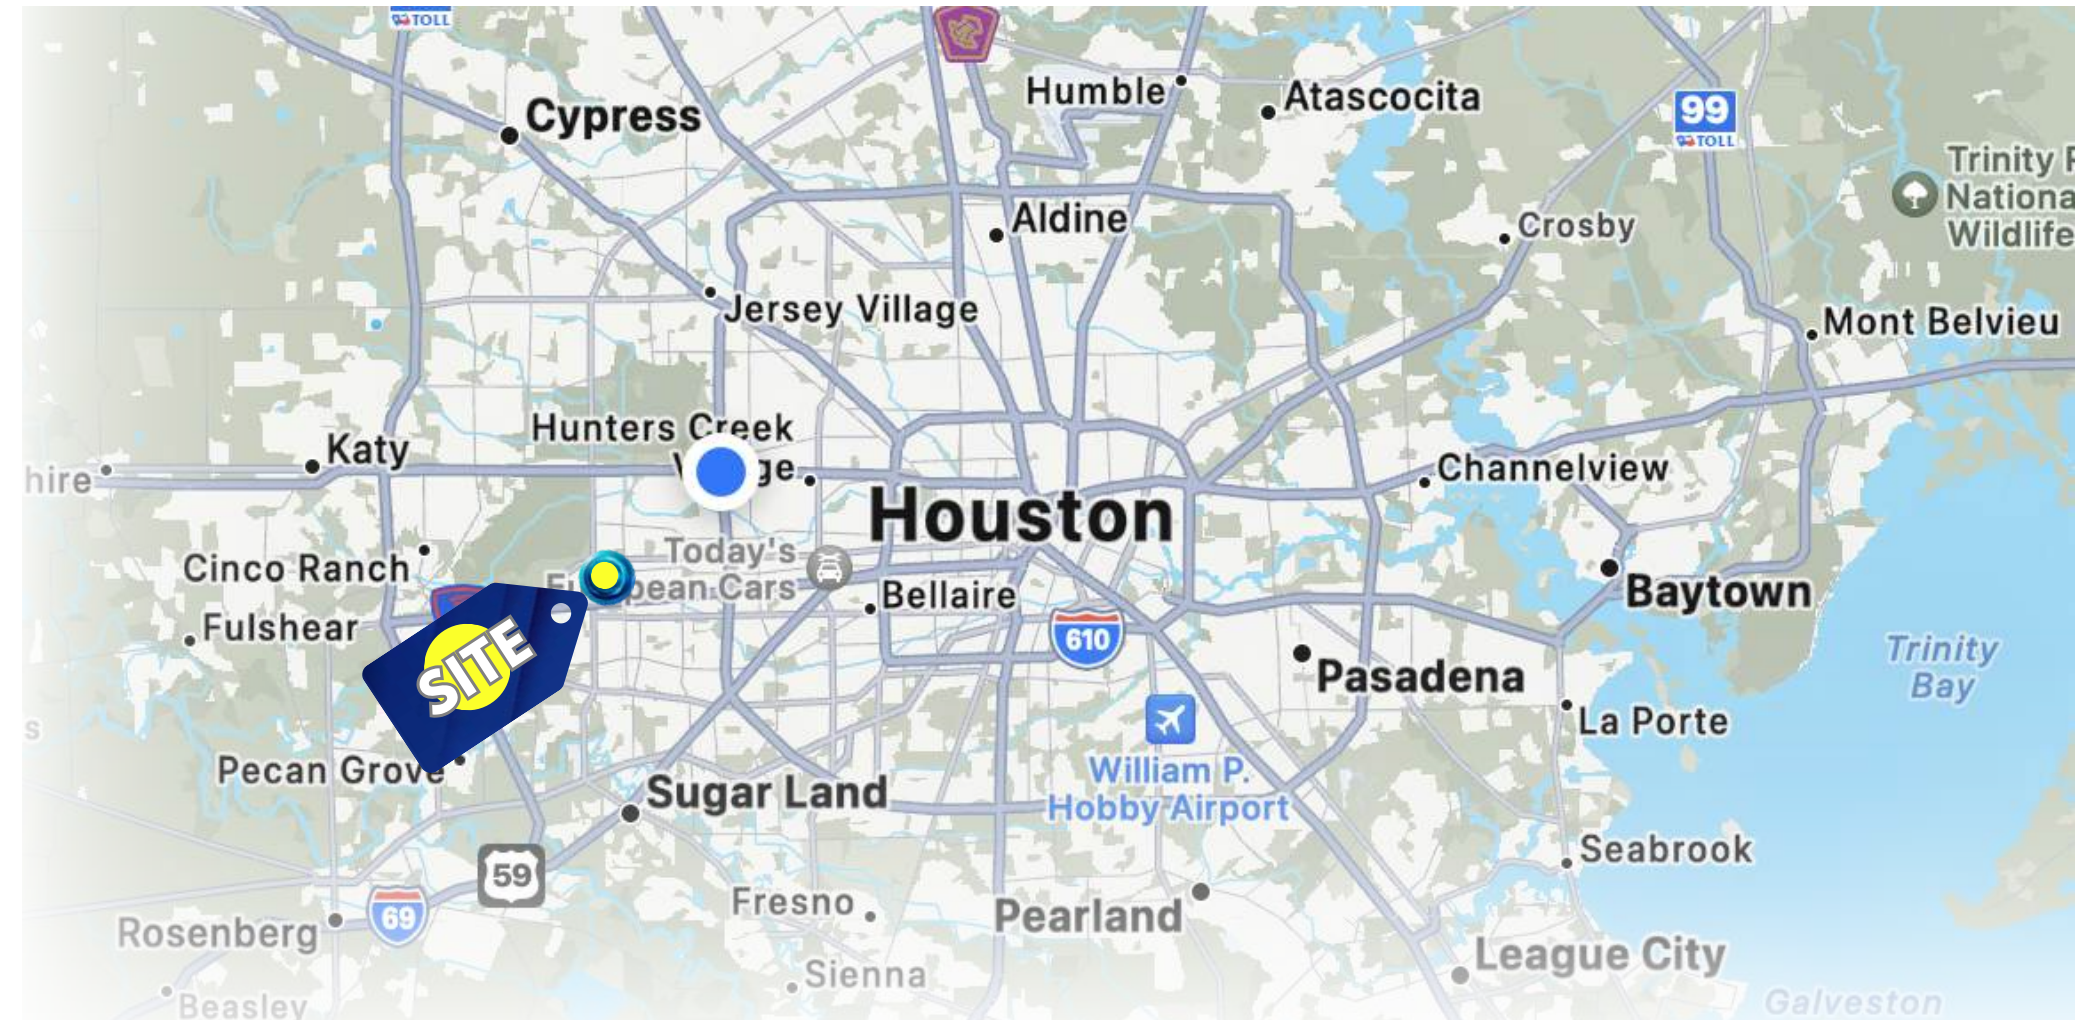 TOLL
Humble
Atascocita
Cypress
99
TOLL
Trinity
Nationa
Wildlife
Aldine
Crosby
Jersey Village
Mont Belvieu
Hunters Creek
Katy
Channelview
hire
Houston
Today's
Cinco Ranch
bean Cars
Bellaire
Baytown
Fulshear
610
SITE
Trinity
Bay
Pasadena
La Porte
Pecan Grove
William P.
Hobby Airport
Sugar Land
Seabrook
59
Fresno
69
Pearland
Rosenberg
League City
Sienna
Beasley
Galveston